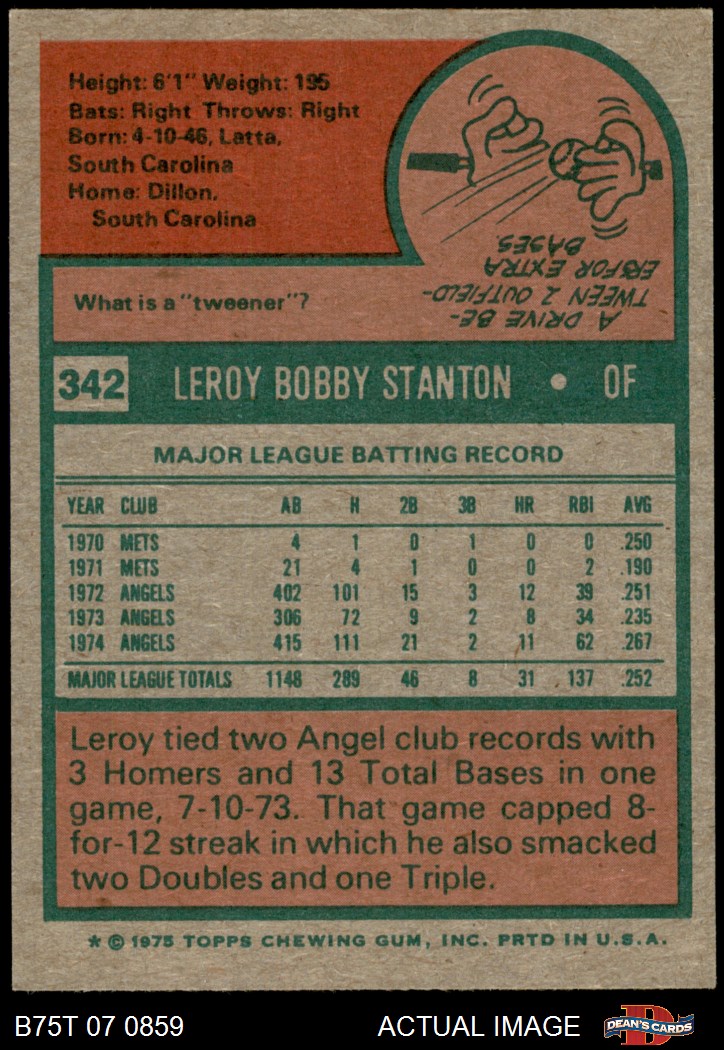 Height: 6'1" Weight: 195
Bats: Right Throws: Right
Born: 4-10-46, Latta,
South Carolina
Home: Dillon,
South Carolina
What is a "tweener"?
A DRIVE BE-
TWEEN 2 OUTFIELD-
ERS FOR EXTRA
BASES.
342 LEROY BOBBY STANTON • OF
MAJOR LEAGUE BATTING RECORD
YEAR CLUB AB H 2B 3B HR RBI AVG
1970 METS 4 1 0 1 0 0 .250
1971 METS 21 4 1 0 0 2 .190
1972 ANGELS 402 101 15 3 12 39 .251
1973 ANGELS 306 72 9 2 8 34 .235
1974 ANGELS 415 111 21 2 11 62 .267
MAJOR LEAGUE TOTALS 1148 289 46 8 31 137 .252
Leroy tied two Angel club records with
3 Homers and 13 Total Bases in one
game, 7-10-73. That game capped 8-
for-12 streak in which he also smacked
two Doubles and one Triple.
* © 1975 TOPPS CHEWING GUM, INC. PRTD IN U.S.A.
B75T 07 0859 ACTUAL IMAGE
D
DEAN'S CARDS